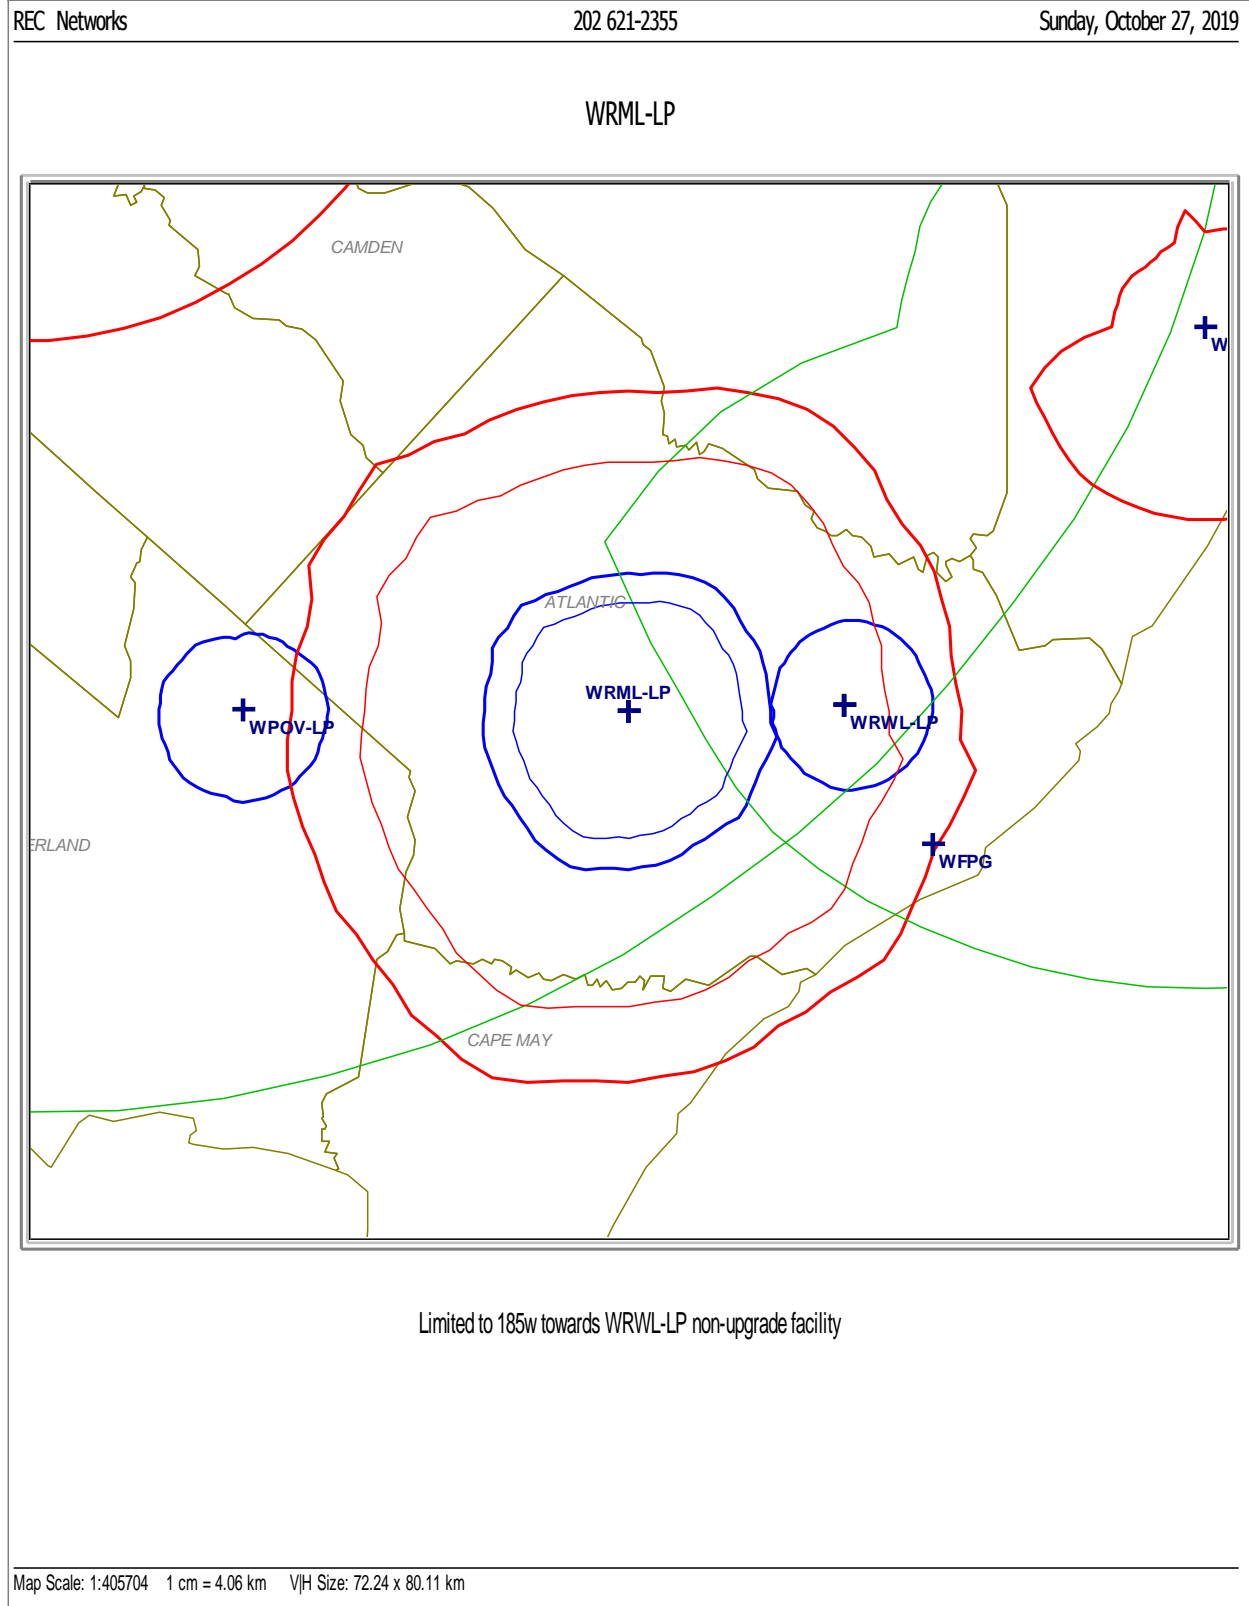 REC Networks 202 621-2355 Sunday, October 27, 2019
WRML-LP
CAMDEN
W
ATLANTIC
WRML-LP
WPOV-LP
WRWL-LP
ERLAND
WFPG
CAPE MAY
Limited to 185w towards WRWL-LP non-upgrade facility
Map Scale: 1:405704 1 cm = 4.06 km V|H Size: 72.24 x 80.11 km